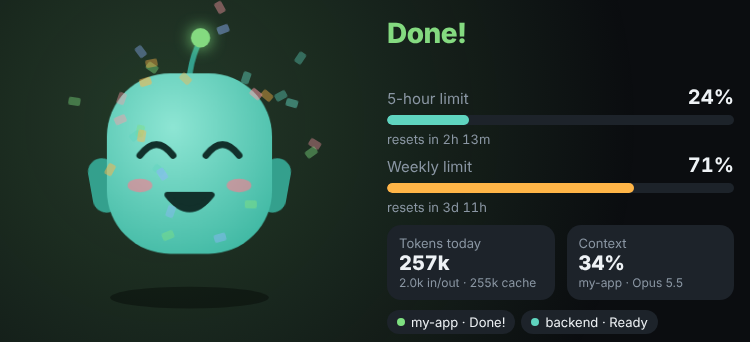 Done!
5-hour limit 24%
resets in 2h 13m
Weekly limit 71%
resets in 3d 11h
Tokens today
257k
2.0k in/out · 255k cache
Context
34%
my-app · Opus 5.5
my-app · Done!
backend · Ready